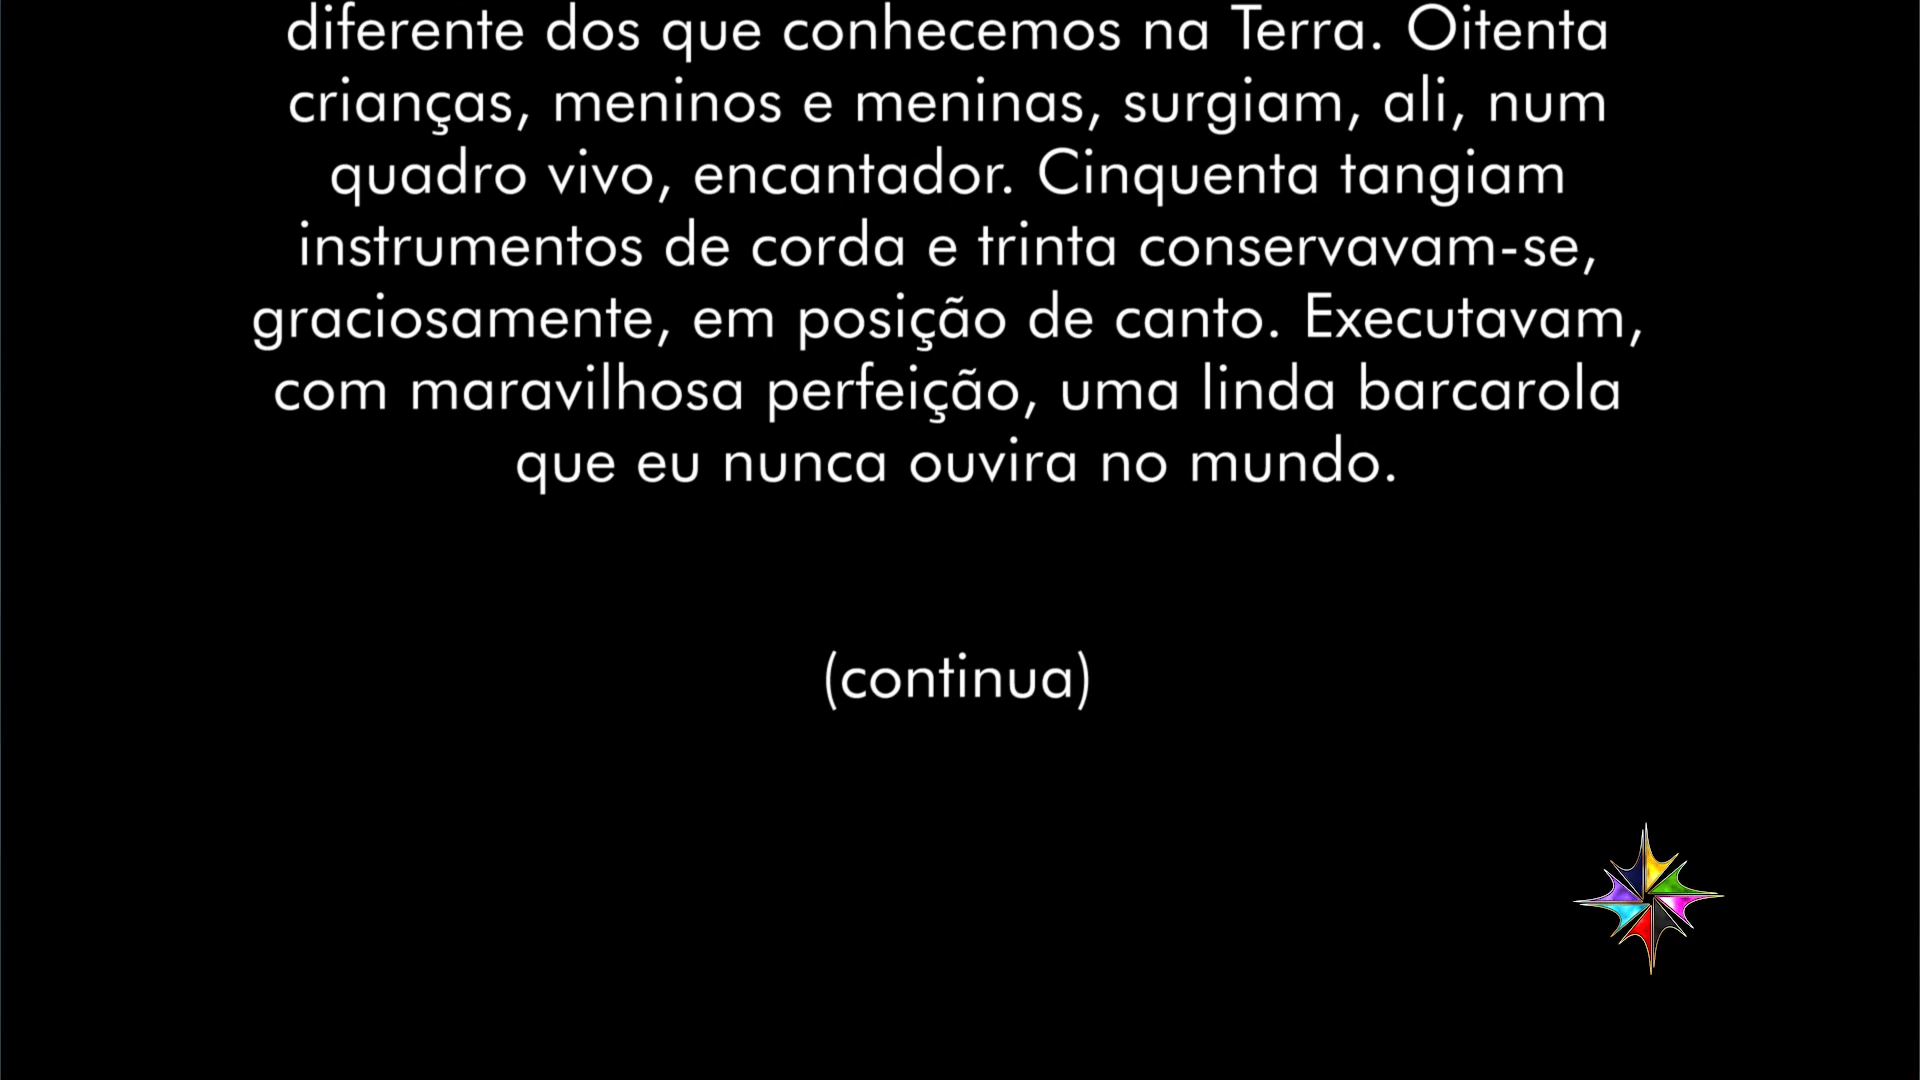 diferente dos que conhecemos na Terra. Oitenta
crianças, meninos e meninas, surgiam, ali, num
quadro vivo, encantador. Cinquenta tangiam
instrumentos de corda e trinta conservavam-se,
graciosamente, em posição de canto. Executavam,
com maravilhosa perfeição, uma linda barcarola
que eu nunca ouvira no mundo.
(continua)